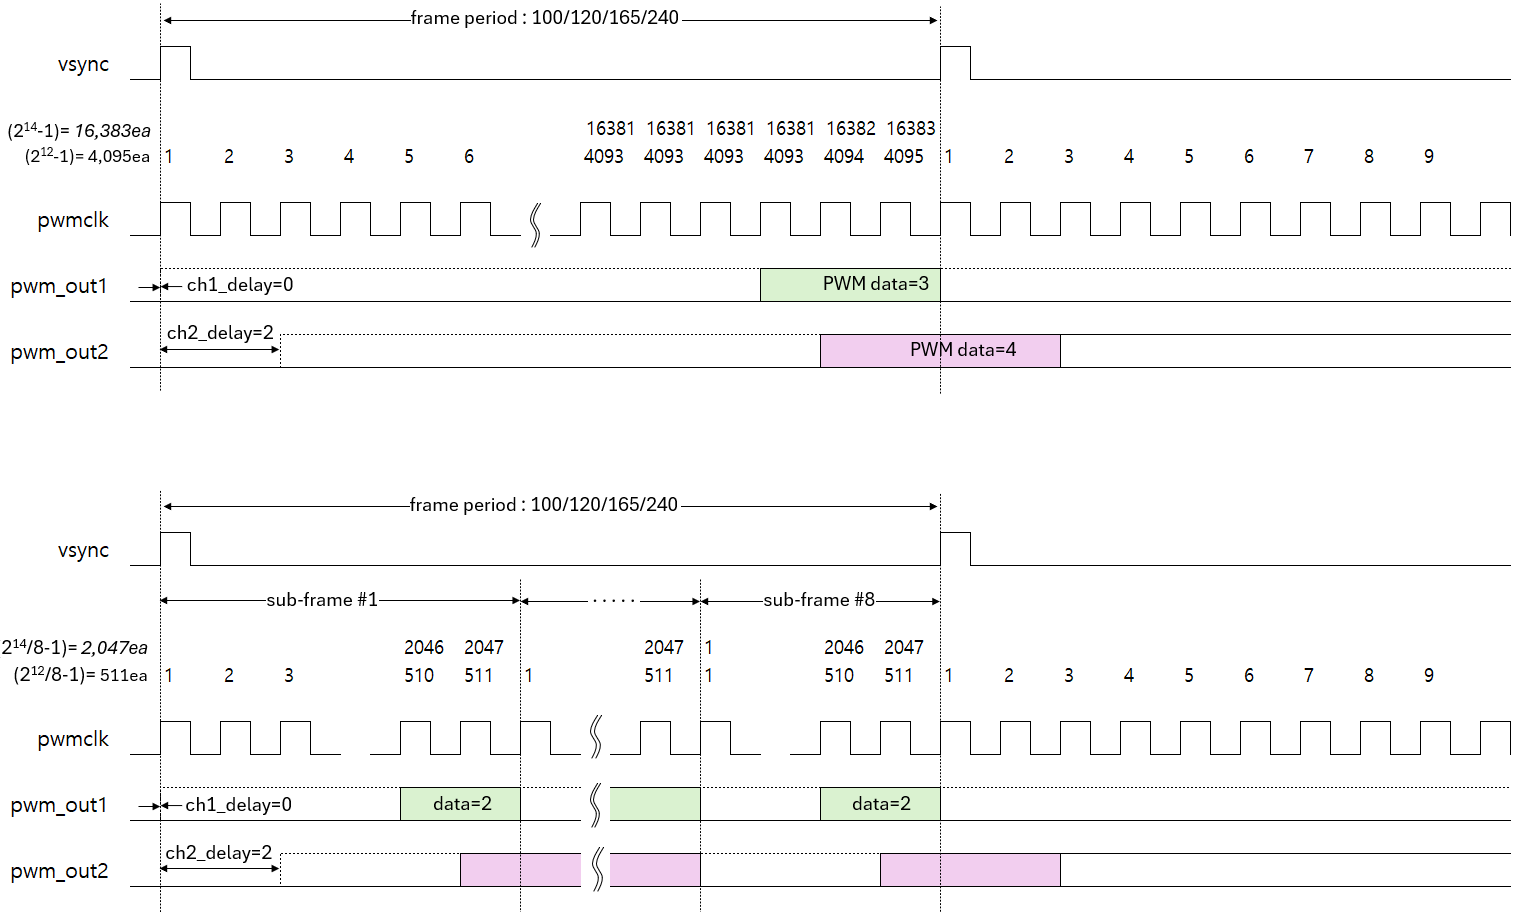 frame period : 100/120/165/240
vsync
(2¹⁴-1)= 16,383ea 16381 16381 16381 16381 16382 16383
(2¹²-1)= 4,095ea 1 2 3 4 5 6 4093 4093 4093 4093 4094 4095 1 2 3 4 5 6 7 8 9
pwmclk
pwm_out1 ch1_delay=0 PWM data=3
ch2_delay=2
pwm_out2 PWM data=4
frame period : 100/120/165/240
vsync
sub-frame #1 ····· sub-frame #8
2¹⁴/8-1)= 2,047ea 2046 2047 2047 1 2046 2047
(2¹²/8-1)= 511ea 1 2 3 510 511 1 511 1 510 511 1 2 3 4 5 6 7 8 9
pwmclk
pwm_out1 ch1_delay=0 data=2 data=2
ch2_delay=2
pwm_out2